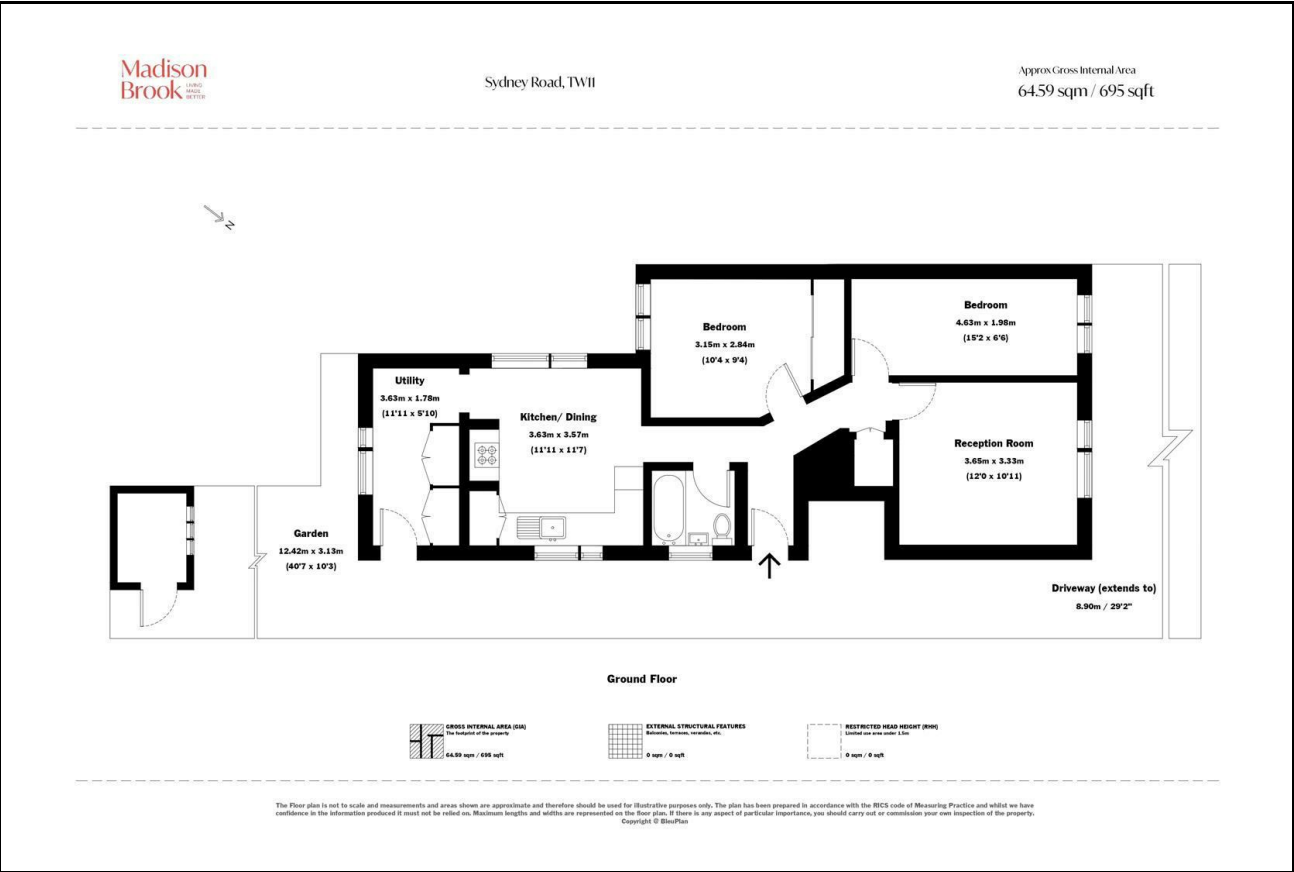 Madison
Brook LIVING
MADE
BETTER
Sydney Road, TW11
Approx Gross Internal Area
64.59 sqm / 695 sqft
N
Bedroom
3.15m x 2.84m
(10'4 x 9'4)
Bedroom
4.63m x 1.98m
(15'2 x 6'6)
Utility
3.63m x 1.78m
(11'11 x 5'10)
Kitchen/ Dining
3.63m x 3.57m
(11'11 x 11'7)
Reception Room
3.65m x 3.33m
(12'0 x 10'11)
Garden
12.42m x 3.13m
(40'7 x 10'3)
Driveway (extends to)
8.90m / 29'2"
Ground Floor
GROSS INTERNAL AREA (GIA)
The footprint of the property
64.59 sqm / 695 sqft
EXTERNAL STRUCTURAL FEATURES
Balconies, terraces, verandas, etc.
0 sqm / 0 sqft
RESTRICTED HEAD HEIGHT (RHH)
Limited use area under 1.5m
0 sqm / 0 sqft
The Floor plan is not to scale and measurements and areas shown are approximate and therefore should be used for illustrative purposes only. The plan has been prepared in accordance with the RICS code of Measuring Practice and whilst we have
confidence in the information produced it must not be relied on. Maximum lengths and widths are represented on the floor plan. If there is any aspect of particular importance, you should carry out or commission your own inspection of the property.
Copyright @ BleuPlan